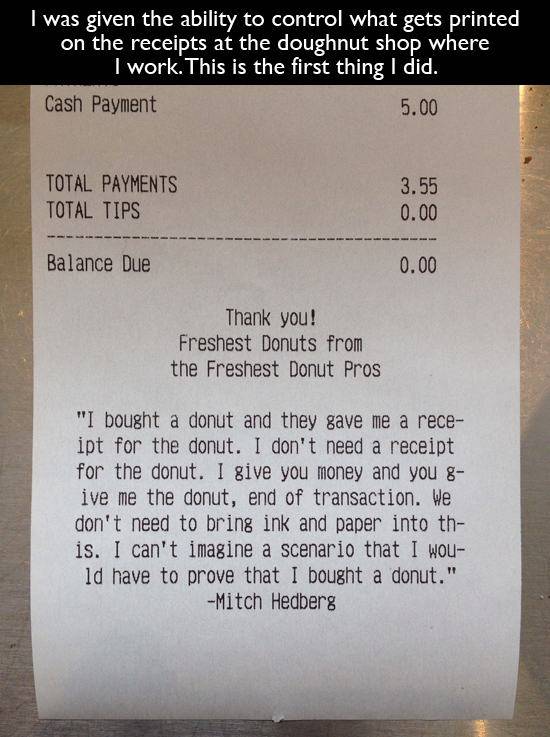 I was given the ability to control what gets printed
on the receipts at the doughnut shop where
I work. This is the first thing I did.
Cash Payment 5.00
TOTAL PAYMENTS 3.55
TOTAL TIPS 0.00
Balance Due 0.00
Thank you!
Freshest Donuts from
the Freshest Donut Pros
"I bought a donut and they gave me a rece-
ipt for the donut. I don't need a receipt
for the donut. I give you money and you g-
ive me the donut, end of transaction. We
don't need to bring ink and paper into th-
is. I can't imagine a scenario that I wou-
ld have to prove that I bought a donut."
-Mitch Hedberg